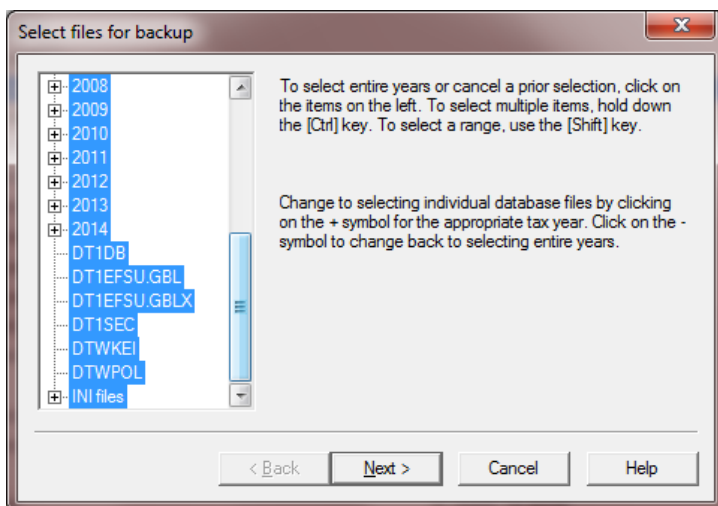 Select files for backup
2008
2009
2010
2011
2012
2013
2014
DT1DB
DT1EFSU.GBL
DT1EFSU.GBLX
DT1SEC
DTWKEI
DTWPOL
INI files
To select entire years or cancel a prior selection, click on
the items on the left. To select multiple items, hold down
the [Ctrl] key. To select a range, use the [Shift] key.
Change to selecting individual database files by clicking
on the + symbol for the appropriate tax year. Click on the -
symbol to change back to selecting entire years.
< Back Next > Cancel Help